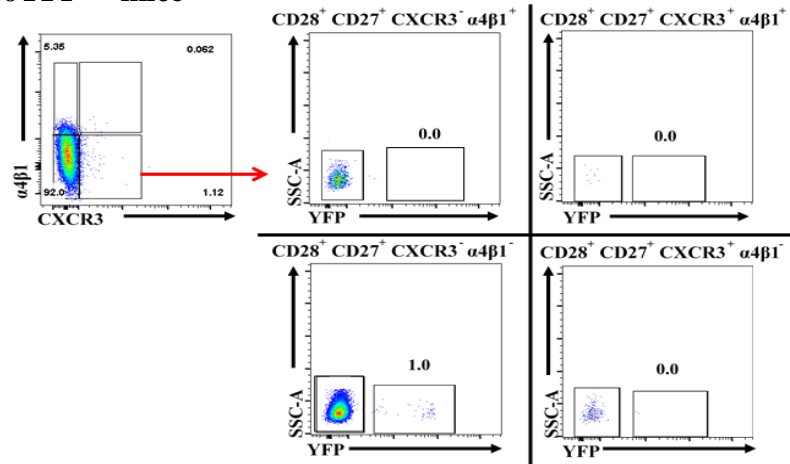 CD28⁺ CD27⁺ CXCR3⁻ α4β1⁺
CD28⁺ CD27⁺ CXCR3⁺ α4β1⁺
5.35
0.062
92.0
1.12
α4β1
CXCR3
0.0
SSC-A
YFP
0.0
SSC-A
YFP
CD28⁺ CD27⁺ CXCR3⁻ α4β1⁻
CD28⁺ CD27⁺ CXCR3⁺ α4β1⁻
1.0
SSC-A
YFP
0.0
SSC-A
YFP